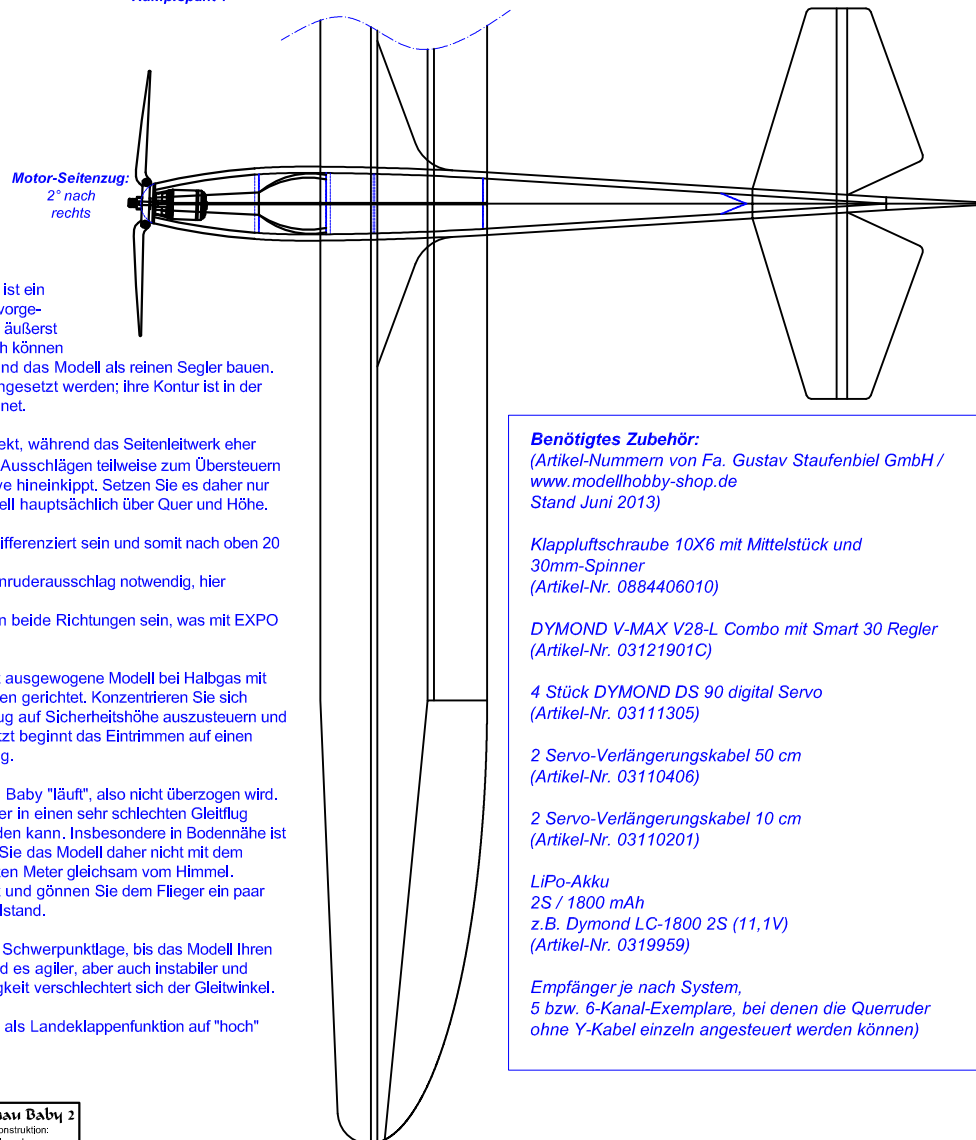 Motor-Seitenzug:
2° nach
rechts
ist ein
vorge-
äußerst
h können
nd das Modell als reinen Segler bauen.
ngesetzt werden; ihre Kontur ist in der
net.
ekt, während das Seitenleitwerk eher
Ausschlägen teilweise zum Übersteuern
ve hineinkippt. Setzen Sie es daher nur
ell hauptsächlich über Quer und Höhe.
ifferenziert sein und somit nach oben 20
nruderausschlag notwendig, hier
n beide Richtungen sein, was mit EXPO
t ausgewogene Modell bei Halbgas mit
en gerichtet. Konzentrieren Sie sich
ug auf Sicherheitshöhe auszusteuern und
tzt beginnt das Eintrimmen auf einen
g.
Baby "läuft", also nicht überzogen wird.
er in einen sehr schlechten Gleitflug
den kann. Insbesondere in Bodennähe ist
Sie das Modell daher nicht mit dem
ten Meter gleichsam vom Himmel.
t und gönnen Sie dem Flieger ein paar
lstand.
Schwerpunktlage, bis das Modell Ihren
d es agiler, aber auch instabiler und
gkeit verschlechtert sich der Gleitwinkel.
als Landeklappenfunktion auf "hoch"
au Baby 2
onstruktion:
Benötigtes Zubehör:
(Artikel-Nummern von Fa. Gustav Staufenbiel GmbH /
www.modellhobby-shop.de
Stand Juni 2013)
Klappluftschraube 10X6 mit Mittelstück und
30mm-Spinner
(Artikel-Nr. 0884406010)
DYMOND V-MAX V28-L Combo mit Smart 30 Regler
(Artikel-Nr. 03121901C)
4 Stück DYMOND DS 90 digital Servo
(Artikel-Nr. 03111305)
2 Servo-Verlängerungskabel 50 cm
(Artikel-Nr. 03110406)
2 Servo-Verlängerungskabel 10 cm
(Artikel-Nr. 03110201)
LiPo-Akku
2S / 1800 mAh
z.B. Dymond LC-1800 2S (11,1V)
(Artikel-Nr. 0319959)
Empfänger je nach System,
5 bzw. 6-Kanal-Exemplare, bei denen die Querruder
ohne Y-Kabel einzeln angesteuert werden können)